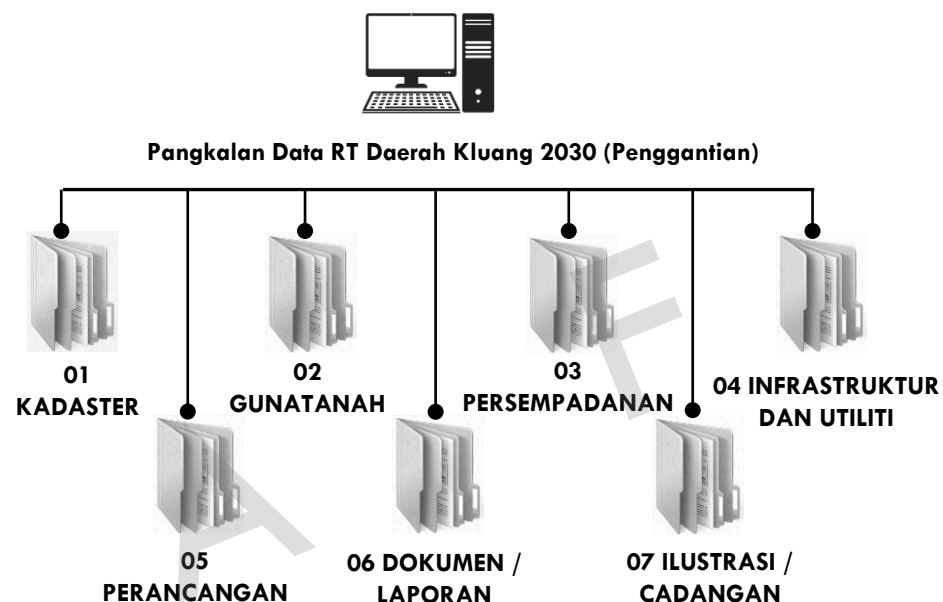 Pangkalan Data RT Daerah Kluang 2030 (Penggantian)
01
KADASTER
02
GUNATANAH
03
PERSEMPADANAN
04 INFRASTRUKTUR
DAN UTILITI
05
PERANCANGAN
06 DOKUMEN /
LAPORAN
07 ILUSTRASI /
CADANGAN
A
F